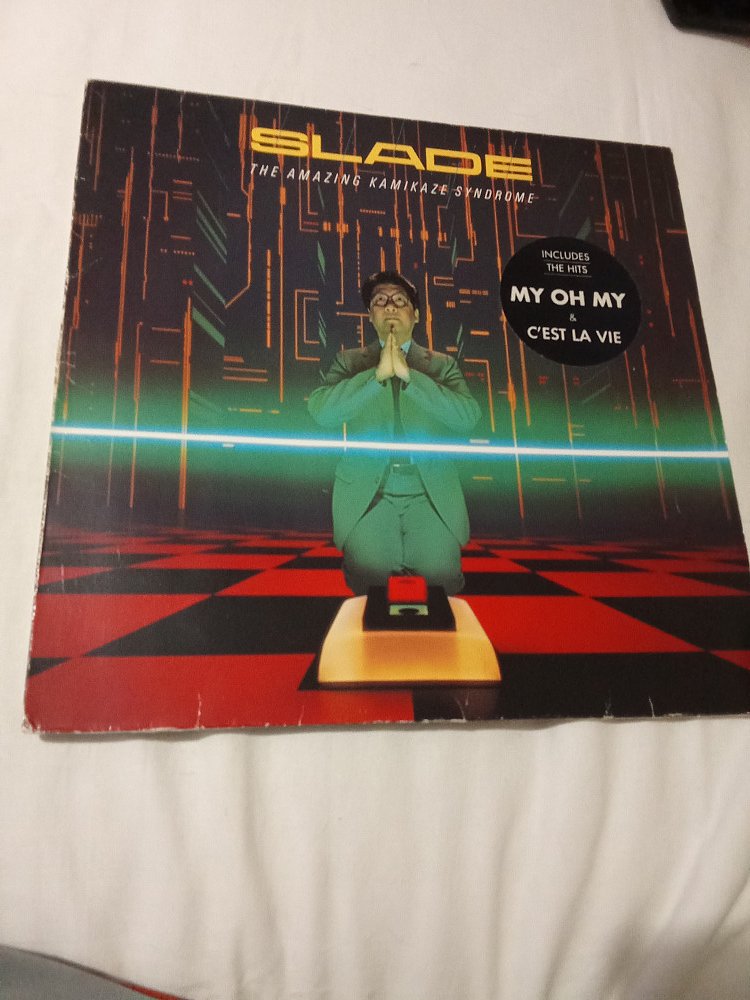 SLADE
THE AMAZING KAMIKAZE SYNDROME
INCLUDES
THE HITS
MY OH MY
&
C'EST LA VIE